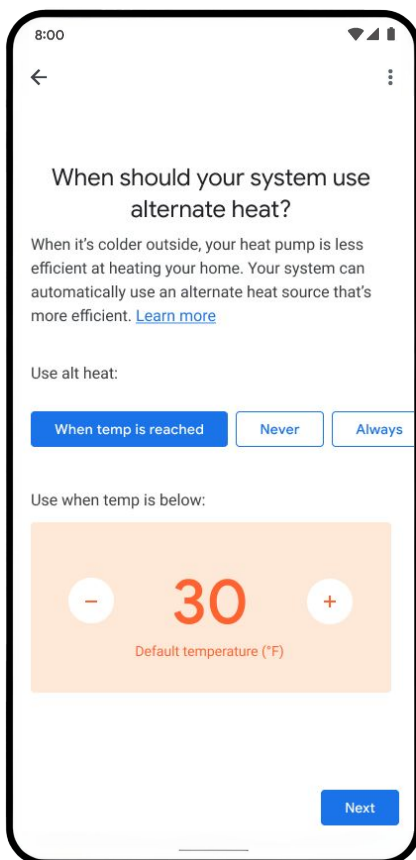 8:00
When should your system use
alternate heat?
When it's colder outside, your heat pump is less
efficient at heating your home. Your system can
automatically use an alternate heat source that's
more efficient. Learn more
Use alt heat:
When temp is reached Never Always
Use when temp is below:
− 30 +
Default temperature (°F)
Next